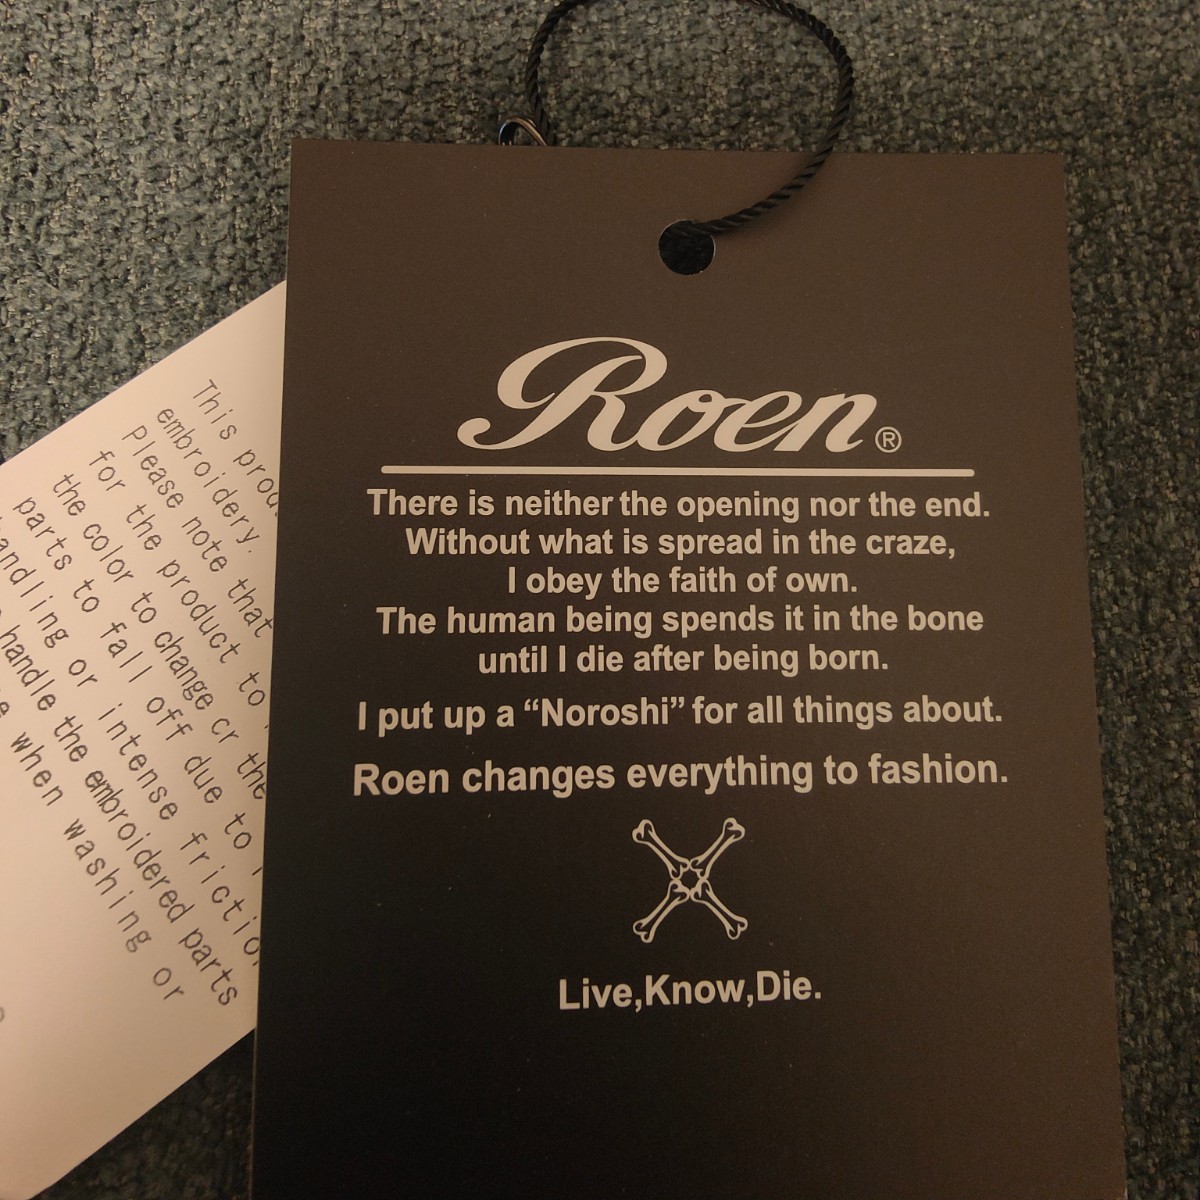 Roen®
There is neither the opening nor the end.
Without what is spread in the craze,
I obey the faith of own.
The human being spends it in the bone
until I die after being born.
I put up a “Noroshi” for all things about.
Roen changes everything to fashion.
Live,Know,Die.
This
embroidery.
Please note that
for the product to
the color to change or the
parts to fall off due to
or intense
handle the embroidered parts
when washing or